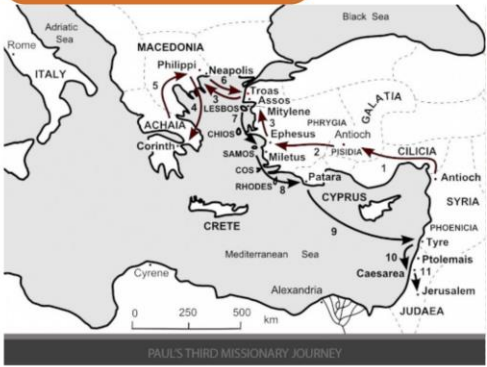 Adriatic
Sea
Black Sea
Rome
MACEDONIA
ITALY
Philippi
Neapolis
5
6
4
3
Troas
Assos
LESBOS
Mitylene
7
3
GALATIA
PHRYGIA
ACHAIA
CHIOS
Ephesus
Antioch
Corinth
2
PISIDIA
CILICIA
SAMOS
Miletus
1
COS
Patara
Antioch
RHODES
8
CYPRUS
SYRIA
CRETE
9
PHOENICIA
Tyre
Mediterranean Sea
10
Ptolemais
Cyrene
Caesarea
11
Alexandria
Jerusalem
0 250 500
km
JUDAEA
PAUL'S THIRD MISSIONARY JOURNEY